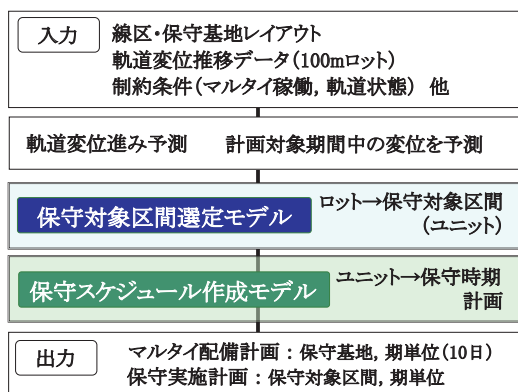 入力
線区・保守基地レイアウト
軌道変位推移データ(100mロット)
制約条件(マルタイ稼働, 軌道状態) 他
軌道変位進み予測 計画対象期間中の変位を予測
保守対象区間選定モデル
ロット→保守対象区間
(ユニット)
保守スケジュール作成モデル
ユニット→保守時期
計画
出力
マルタイ配備計画：保守基地, 期単位(10日)
保守実施計画：保守対象区間, 期単位